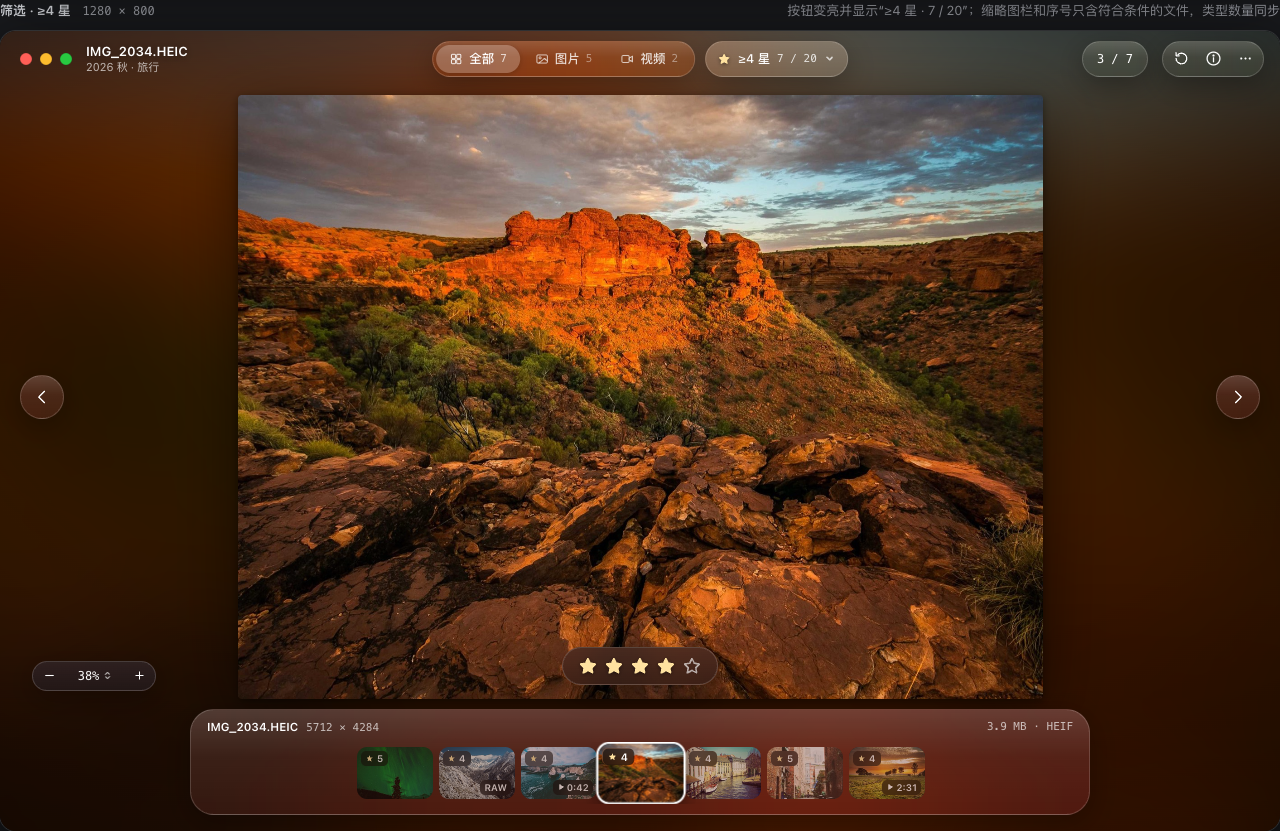 筛选 · ≥4 星 1280 × 800
按钮变亮并显示“≥4 星 · 7 / 20”；缩略图栏和序号只含符合条件的文件，类型数量同步
IMG_2034.HEIC
2026 秋 · 旅行
全部 7 图片 5 视频 2
≥4 星 7 / 20
3 / 7
38%
IMG_2034.HEIC 5712 × 4284
3.9 MB · HEIF
★ 5
★ 4 RAW
★ 4 0:42
★ 4
★ 4
★ 5
★ 4 2:31